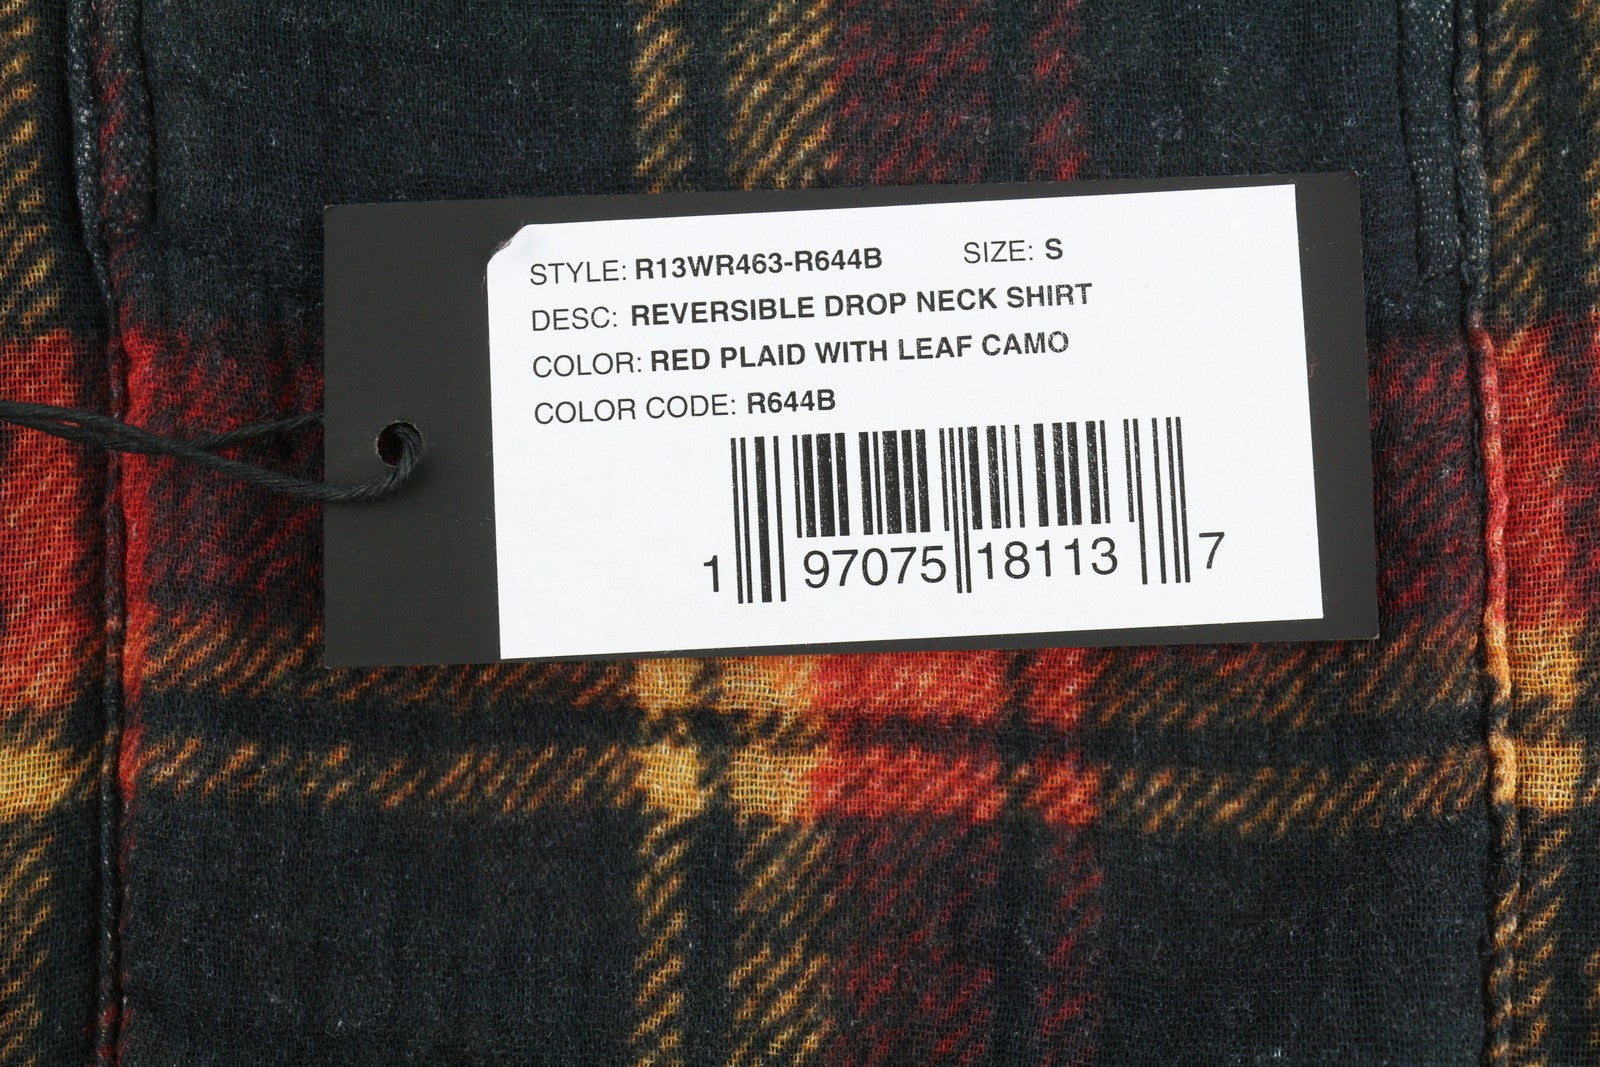 STYLE: R13WR463-R644B SIZE: S
DESC: REVERSIBLE DROP NECK SHIRT
COLOR: RED PLAID WITH LEAF CAMO
COLOR CODE: R644B
1 97075 18113 7